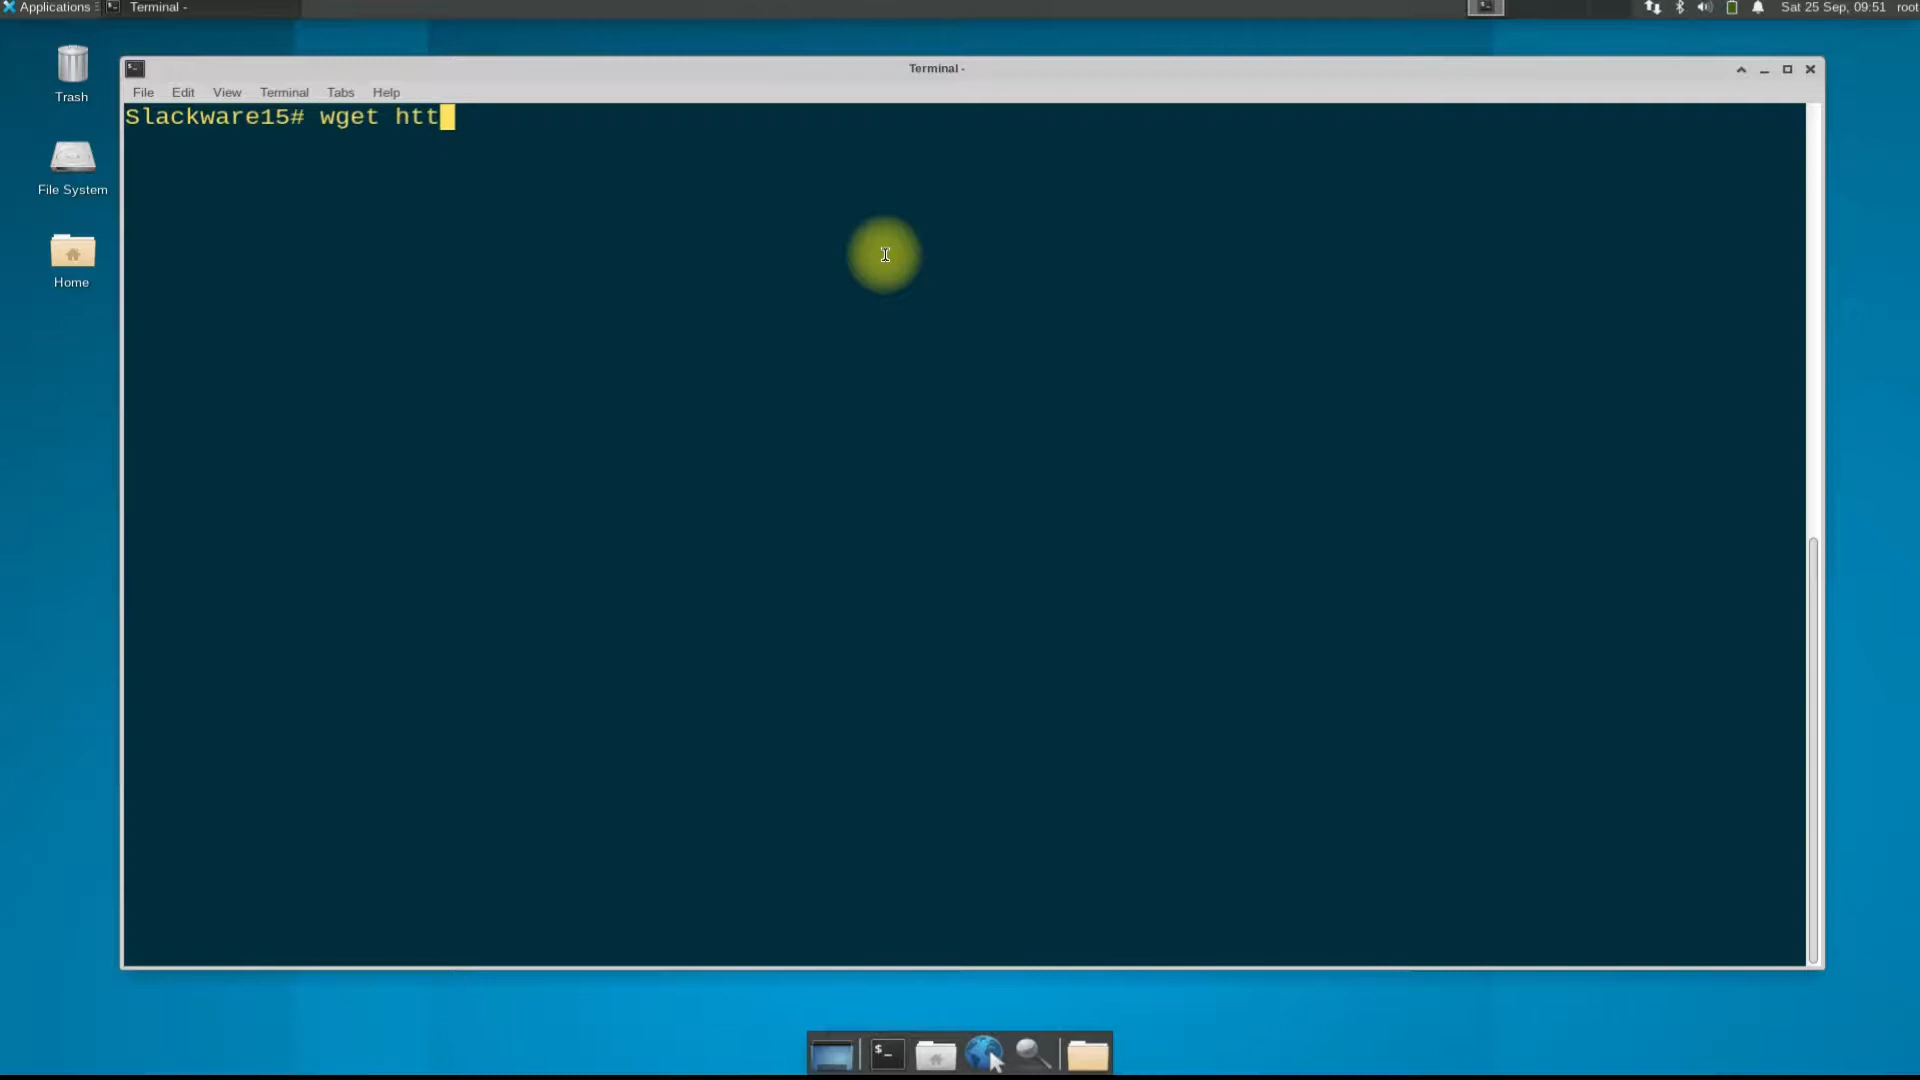 Applications Terminal - Sat 25 Sep, 09:51 root
Terminal -
File Edit View Terminal Tabs Help
Slackware15# wget htt
Trash
File System
Home
$_